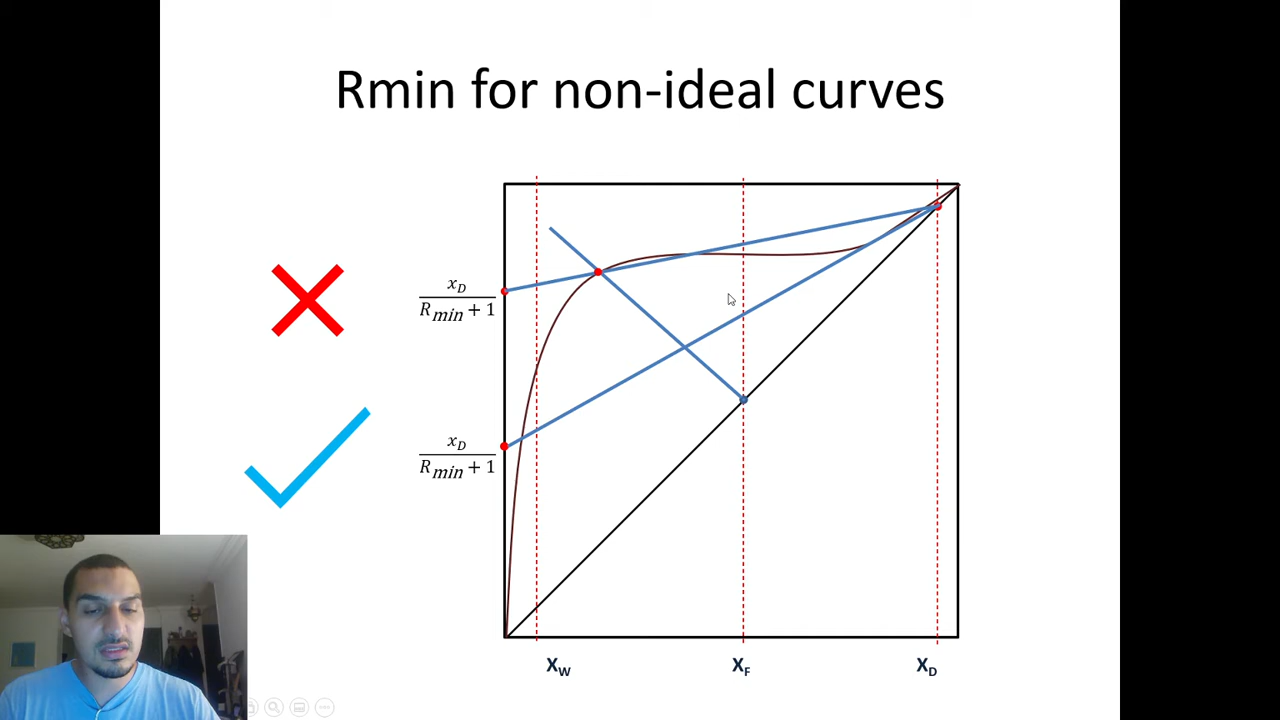 Rmin for non-ideal curves
x_D
R_min + 1
x_D
R_min + 1
X_W X_F X_D